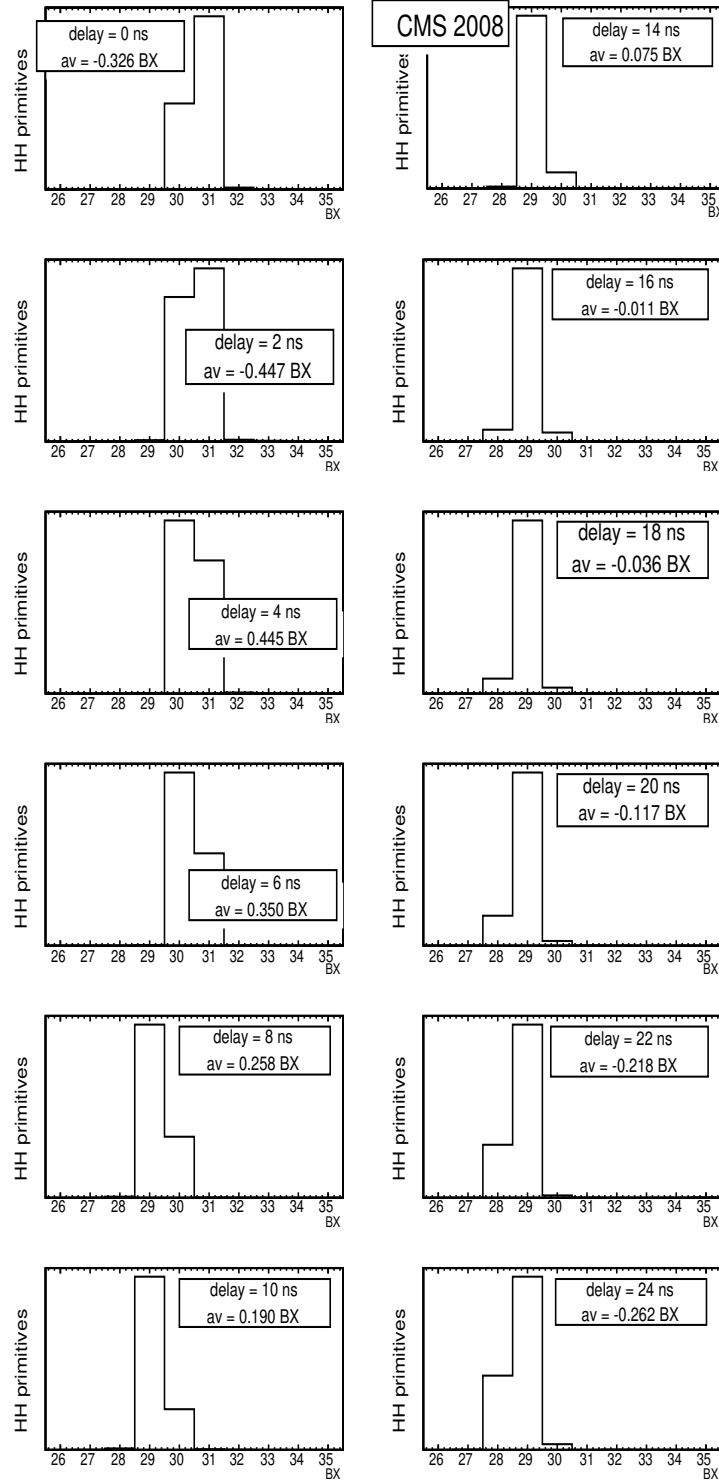 HH primitives
delay = 0 ns
av = -0.326 BX
26 27 28 29 30 31 32 33 34 35
BX
HH primitives
delay = 2 ns
av = -0.447 BX
26 27 28 29 30 31 32 33 34 35
BX
HH primitives
delay = 4 ns
av = 0.445 BX
26 27 28 29 30 31 32 33 34 35
BX
HH primitives
delay = 6 ns
av = 0.350 BX
26 27 28 29 30 31 32 33 34 35
BX
HH primitives
delay = 8 ns
av = 0.258 BX
26 27 28 29 30 31 32 33 34 35
BX
HH primitives
delay = 10 ns
av = 0.190 BX
26 27 28 29 30 31 32 33 34 35
CMS 2008
HH primitives
delay = 14 ns
av = 0.075 BX
26 27 28 29 30 31 32 33 34 35
BX
HH primitives
delay = 16 ns
av = -0.011 BX
26 27 28 29 30 31 32 33 34 35
BX
HH primitives
delay = 18 ns
av = -0.036 BX
26 27 28 29 30 31 32 33 34 35
BX
HH primitives
delay = 20 ns
av = -0.117 BX
26 27 28 29 30 31 32 33 34 35
BX
HH primitives
delay = 22 ns
av = -0.218 BX
26 27 28 29 30 31 32 33 34 35
BX
HH primitives
delay = 24 ns
av = -0.262 BX
26 27 28 29 30 31 32 33 34 35